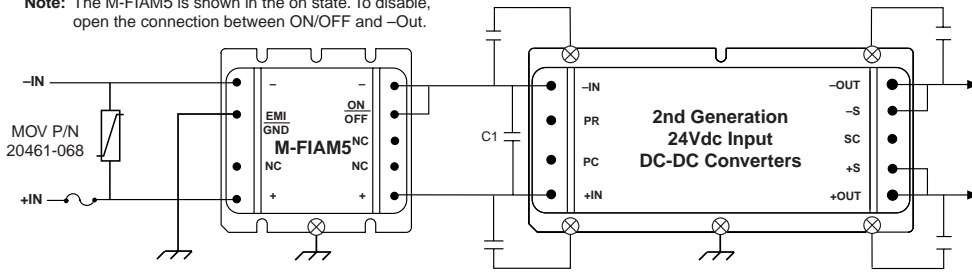 Note: The M-FIAM5 is shown in the on state. To disable,
open the connection between ON/OFF and –Out.
–IN
MOV P/N
20461-068
+IN
–
–
EMI
GND
ON
OFF
M-FIAM5
NC
NC
NC
+
+
C1
–IN
PR
PC
+IN
2nd Generation
24Vdc Input
DC-DC Converters
–OUT
–S
SC
+S
+OUT